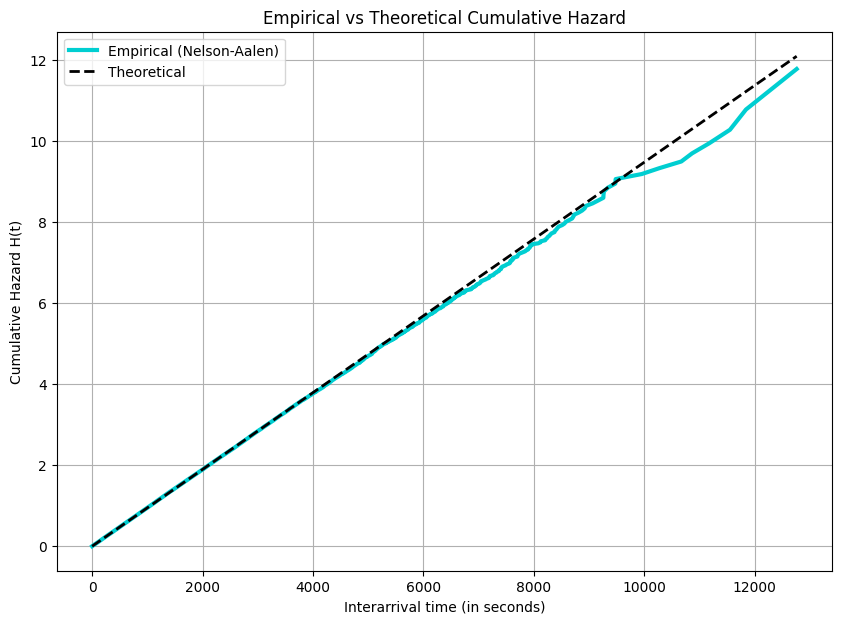 Empirical vs Theoretical Cumulative Hazard
Empirical (Nelson-Aalen)
Theoretical
Cumulative Hazard H(t)
12
10
8
6
4
2
0
0 2000 4000 6000 8000 10000 12000
Interarrival time (in seconds)